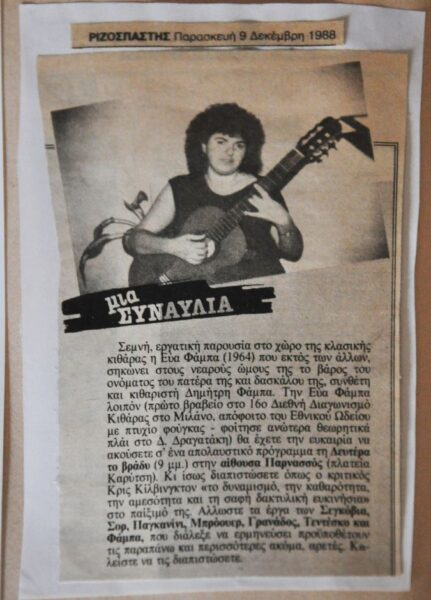 ΡΙΖΟΣΠΑΣΤΗΣ Παρασκευή 9 Δεκέμβρη 1988
μια
ΣΥΝΑΥΛΙΑ
Σεμνή, εργατική παρουσία στο χώρο της κλασικής
κιθάρας η Εύα Φάμπα (1964) που εκτός των άλλων,
σηκώνει στους νεαρούς ώμους της το βάρος του
ονόματος του πατέρα της και δασκάλου της, συνθέτη
και κιθαριστή Δημήτρη Φάμπα. Την Εύα Φάμπα
λοιπόν (πρώτο βραβείο στο 16ο Διεθνή Διαγωνισμό
Κιθάρας στο Μιλάνο, απόφοιτο του Εθνικού Ωδείου
με πτυχίο φούγκας - φοίτησε ανώτερα θεωρητικά
πλάι στο Δ. Δραγατάκη) θα έχετε την ευκαιρία να
ακούσετε σ' ένα απολαυστικό πρόγραμμα τη Δευτέρα
το βράδυ (9 μμ.) στην αίθουσα Παρνασσός (πλατεία
Καρύτση). Κι ίσως διαπιστώσετε όπως ο κριτικός
Κρις Κίλβινγκτον «το δυναμισμό, την καθαρότητα,
την αμεσότητα και τη σαφή δακτυλική ευκινησία»
στο παίξιμό της. Αλλωστε τα έργα των Σεγκόβια,
Σορ, Παγκανίνι, Μπρόουερ, Γρανάδος, Τεντέσκο και
Φάμπα, που διάλεξε να ερμηνεύσει προϋποθέτουν
τις παραπάνω και περισσότερες ακόμα, αρετές. Κα-
λείστε να τις διαπιστώσετε.